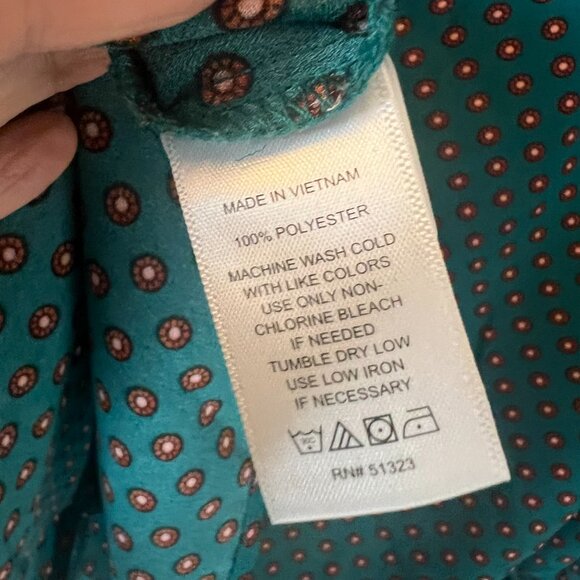 MADE IN VIETNAM
100% POLYESTER
MACHINE WASH COLD
WITH LIKE COLORS
USE ONLY NON-
CHLORINE BLEACH
IF NEEDED
TUMBLE DRY LOW
USE LOW IRON
IF NECESSARY
RN# 51323